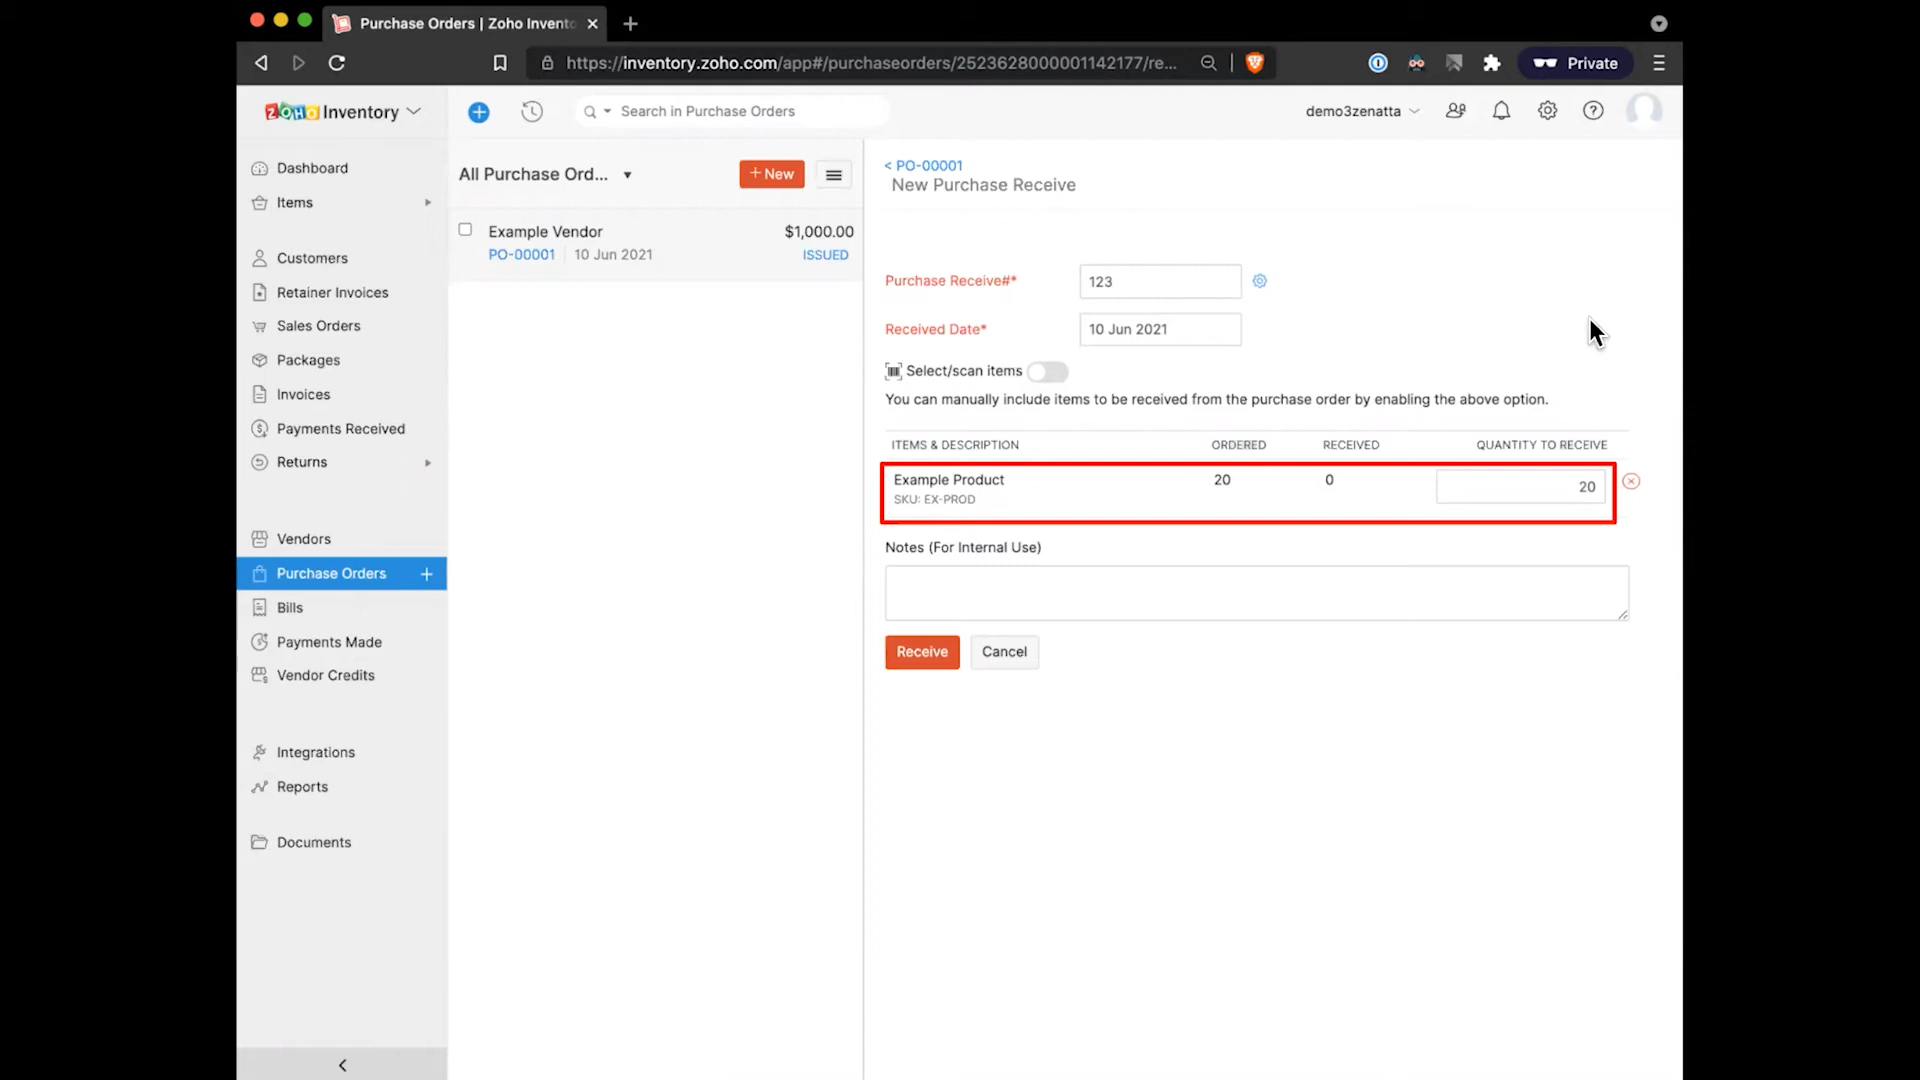 Purchase Orders | Zoho Invento
https://inventory.zoho.com/app#/purchaseorders/2523628000001142177/re...
Private
ZOHO Inventory
Search in Purchase Orders
demo3zenatta
Dashboard
Items
Customers
Retainer Invoices
Sales Orders
Packages
Invoices
Payments Received
Returns
Vendors
Purchase Orders
Bills
Payments Made
Vendor Credits
Integrations
Reports
Documents
All Purchase Ord...
+ New
Example Vendor $1,000.00
PO-00001 | 10 Jun 2021 ISSUED
< PO-00001
New Purchase Receive
Purchase Receive#* 123
Received Date* 10 Jun 2021
Select/scan items
You can manually include items to be received from the purchase order by enabling the above option.
ITEMS & DESCRIPTION ORDERED RECEIVED QUANTITY TO RECEIVE
Example Product 20 0 20
SKU: EX-PROD
Notes (For Internal Use)
Receive Cancel